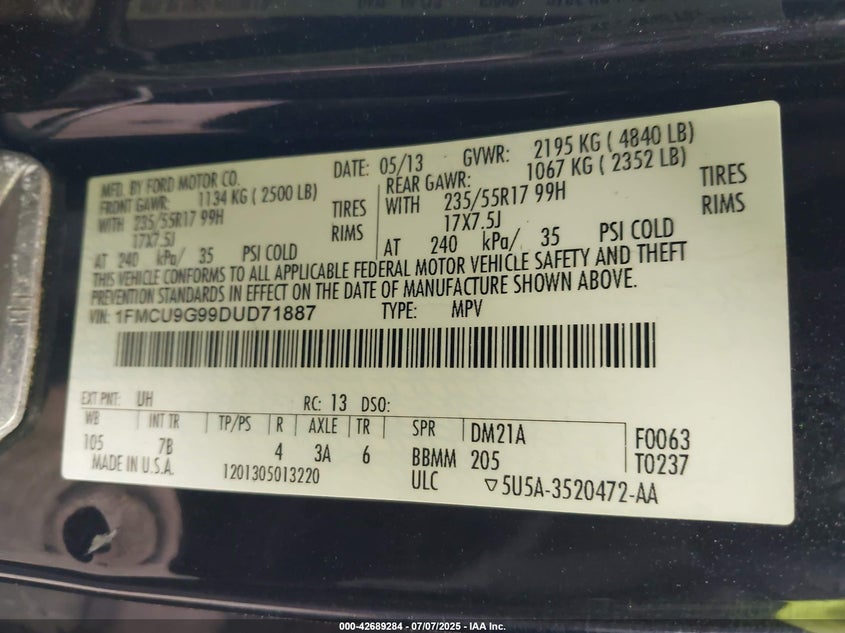 MFD. BY FORD MOTOR CO. DATE: 05/13 GVWR: 2195 KG ( 4840 LB)
FRONT GAWR: 1134 KG ( 2500 LB) REAR GAWR: 1067 KG ( 2352 LB)
WITH 235/55R17 99H TIRES WITH 235/55R17 99H TIRES
17X7.5J RIMS 17X7.5J RIMS
AT 240 kPa/ 35 PSI COLD AT 240 kPa/ 35 PSI COLD
THIS VEHICLE CONFORMS TO ALL APPLICABLE FEDERAL MOTOR VEHICLE SAFETY AND THEFT
PREVENTION STANDARDS IN EFFECT ON THE DATE OF MANUFACTURE SHOWN ABOVE.
VIN: 1FMCU9G99DUD71887 TYPE: MPV
EXT PNT: UH RC: 13 DSO:
WB INT TR TP/PS R AXLE TR SPR DM21A F0063
105 7B 4 3A 6 BBMM 205 T0237
MADE IN U.S.A. 1201305013220 ULC ▽5U5A-3520472-AA
000-42689284 - 07/07/2025 - IAA Inc.